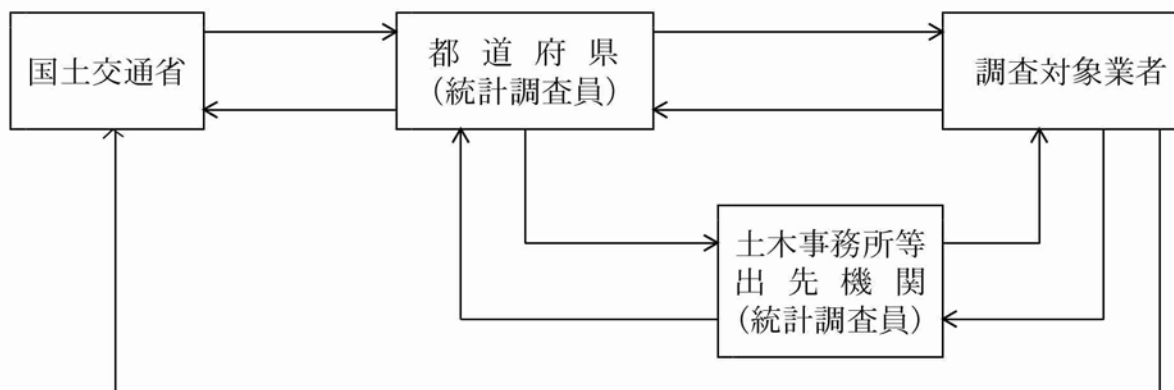 国土交通省
都道府県
(統計調査員)
調査対象業者
土木事務所等
出先機関
(統計調査員)